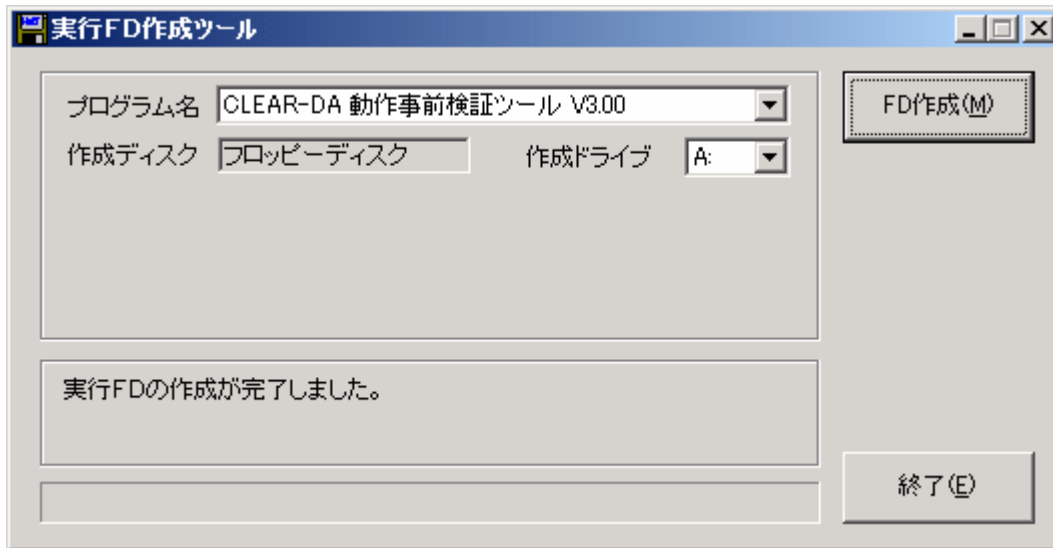 実行FD作成ツール
プログラム名 CLEAR-DA 動作事前検証ツール V3.00
FD作成(M)
作成ディスク フロッピーディスク 作成ドライブ A:
実行FDの作成が完了しました。
終了(E)